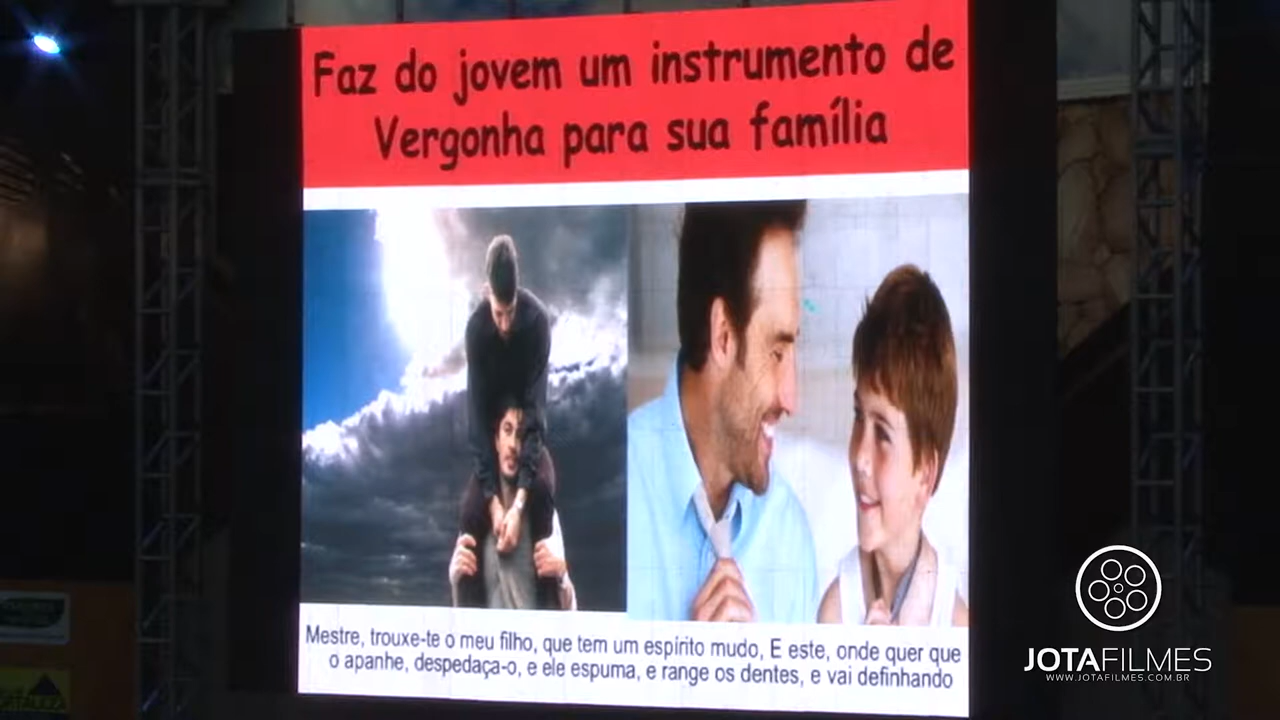 Faz do jovem um instrumento de
Vergonha para sua família
Mestre, trouxe-te o meu filho, que tem um espirito mudo, E este, onde quer que
o apanhe, despedaça-o, e ele espuma, e range os dentes, e vai definhando
JOTAFILMES
WWW.JOTAFILMES.COM.BR